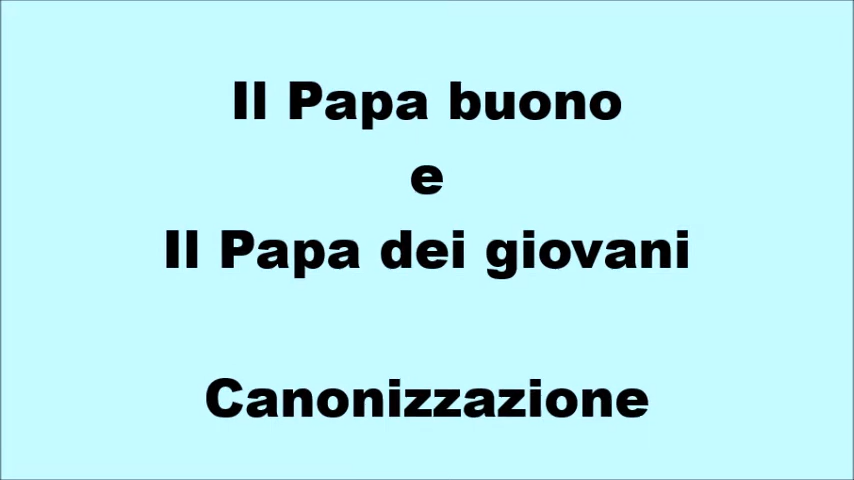 Il Papa buono
e
Il Papa dei giovani
Canonizzazione